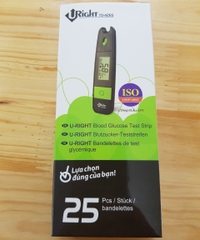 URIGHT
ISO
U-RIGHT Blood Glucose Test Strip
U-RIGHT Blutzucker-Teststreifen
U-RIGHT Bandelettes de test
glycémique
Lựa chọn
đúng của bạn!
25 Pcs / Stück /
bandelettes